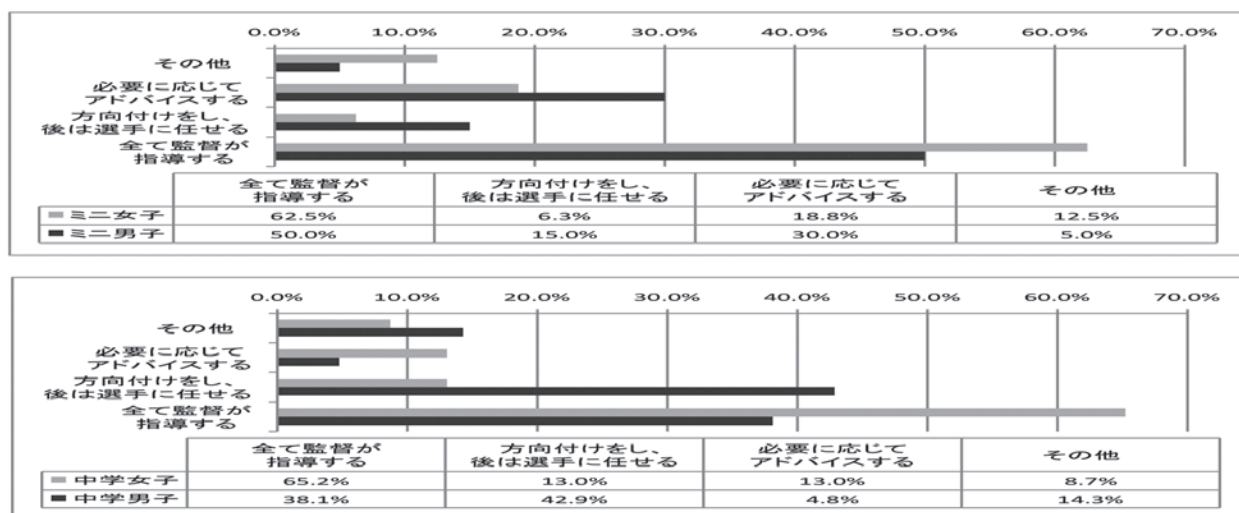 0.0% 10.0% 20.0% 30.0% 40.0% 50.0% 60.0% 70.0%
その他
必要に応じて
アドバイスする
方向付けをし、
後は選手に任せる
全て監督が
指導する
全て監督が 方向付けをし、 必要に応じて その他
指導する 後は選手に任せる アドバイスする
ミニ女子 62.5% 6.3% 18.8% 12.5%
ミニ男子 50.0% 15.0% 30.0% 5.0%
0.0% 10.0% 20.0% 30.0% 40.0% 50.0% 60.0% 70.0%
その他
必要に応じて
アドバイスする
方向付けをし、
後は選手に任せる
全て監督が
指導する
全て監督が 方向付けをし、 必要に応じて その他
指導する 後は選手に任せる アドバイスする
中学女子 65.2% 13.0% 13.0% 8.7%
中学男子 38.1% 42.9% 4.8% 14.3%